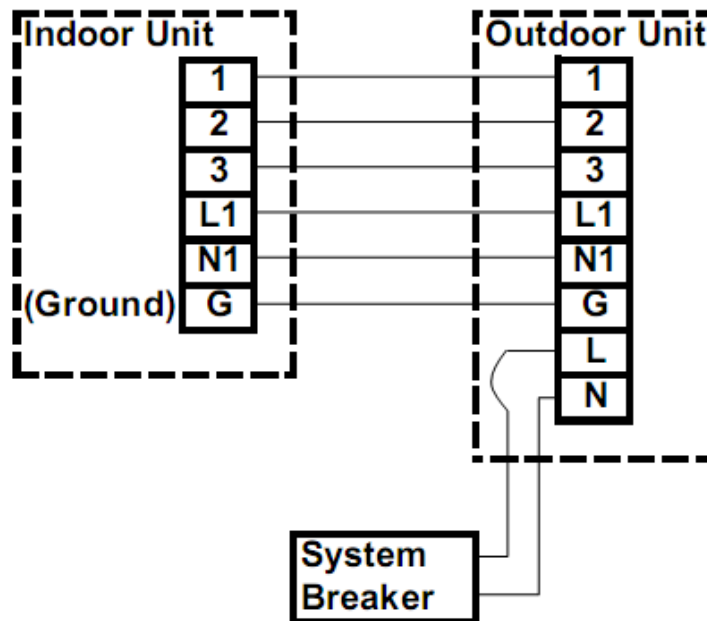 Indoor Unit
1
2
3
L1
N1
(Ground) G
Outdoor Unit
1
2
3
L1
N1
G
L
N
System
Breaker